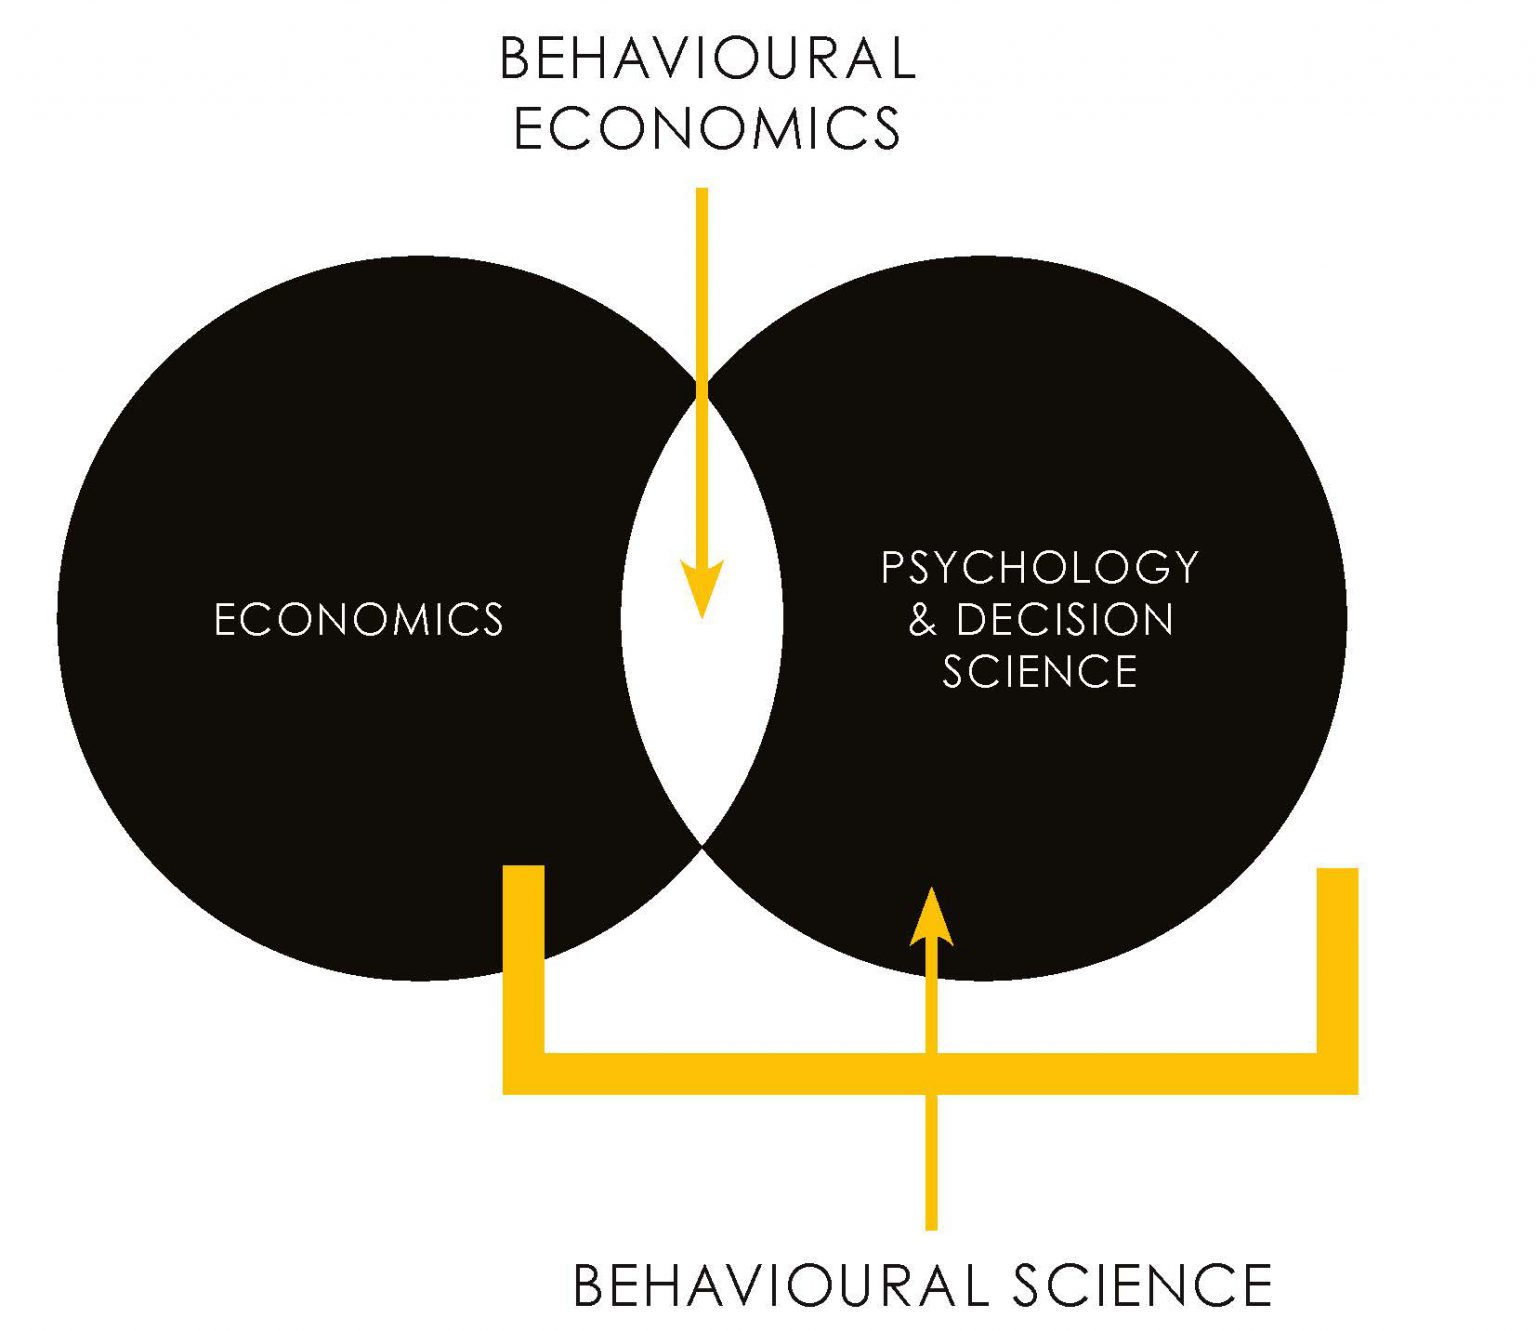 BEHAVIOURAL
ECONOMICS
ECONOMICS
PSYCHOLOGY
& DECISION
SCIENCE
BEHAVIOURAL SCIENCE